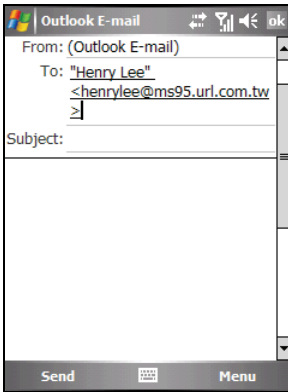 Outlook E-mail ok
From: (Outlook E-mail)
To: "Henry Lee"
<henrylee@ms95.url.com.tw
>
Subject:
Send Menu